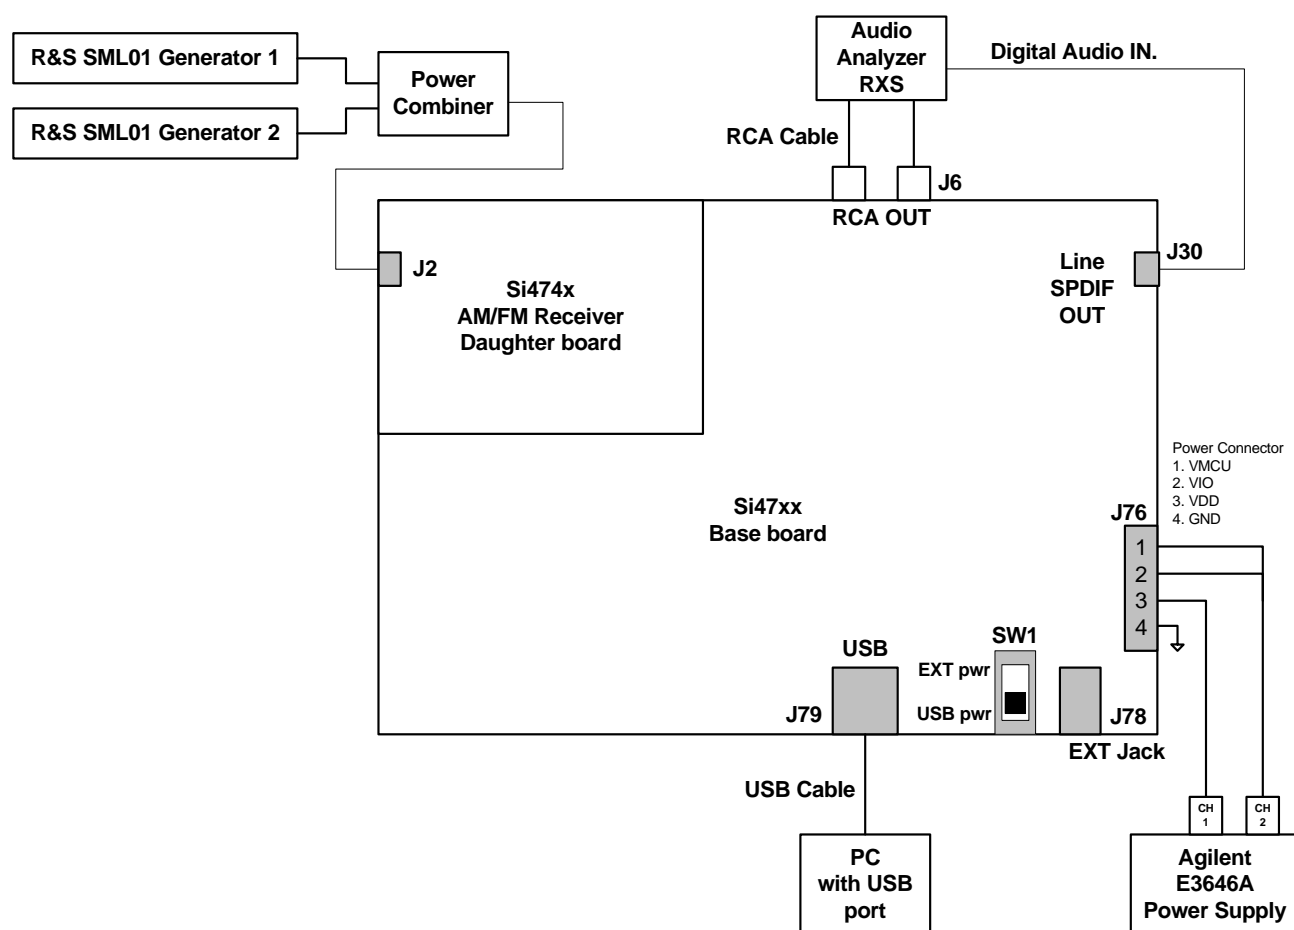 R&S SML01 Generator 1
R&S SML01 Generator 2
Power
Combiner
Audio
Analyzer
RXS
Digital Audio IN.
RCA Cable
J6
RCA OUT
J2
Si474x
AM/FM Receiver
Daughter board
Line
SPDIF
OUT
J30
Si47xx
Base board
Power Connector
1. VMCU
2. VIO
3. VDD
4. GND
J76
1
2
3
4
USB
J79
SW1
EXT pwr
USB pwr
J78
EXT Jack
USB Cable
PC
with USB
port
CH
1
CH
2
Agilent
E3646A
Power Supply